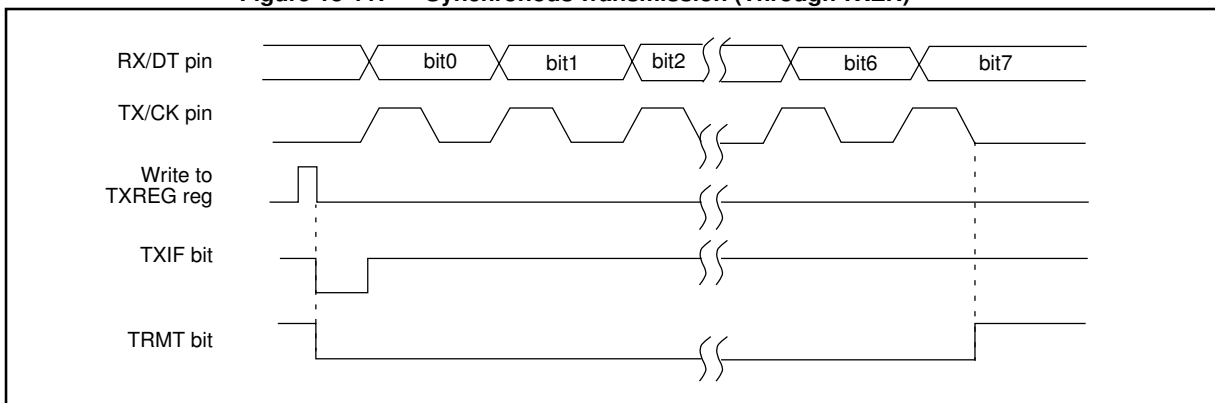 RX/DT pin
bit0
bit1
bit2
bit6
bit7
TX/CK pin
Write to
TXREG reg
TXIF bit
TRMT bit